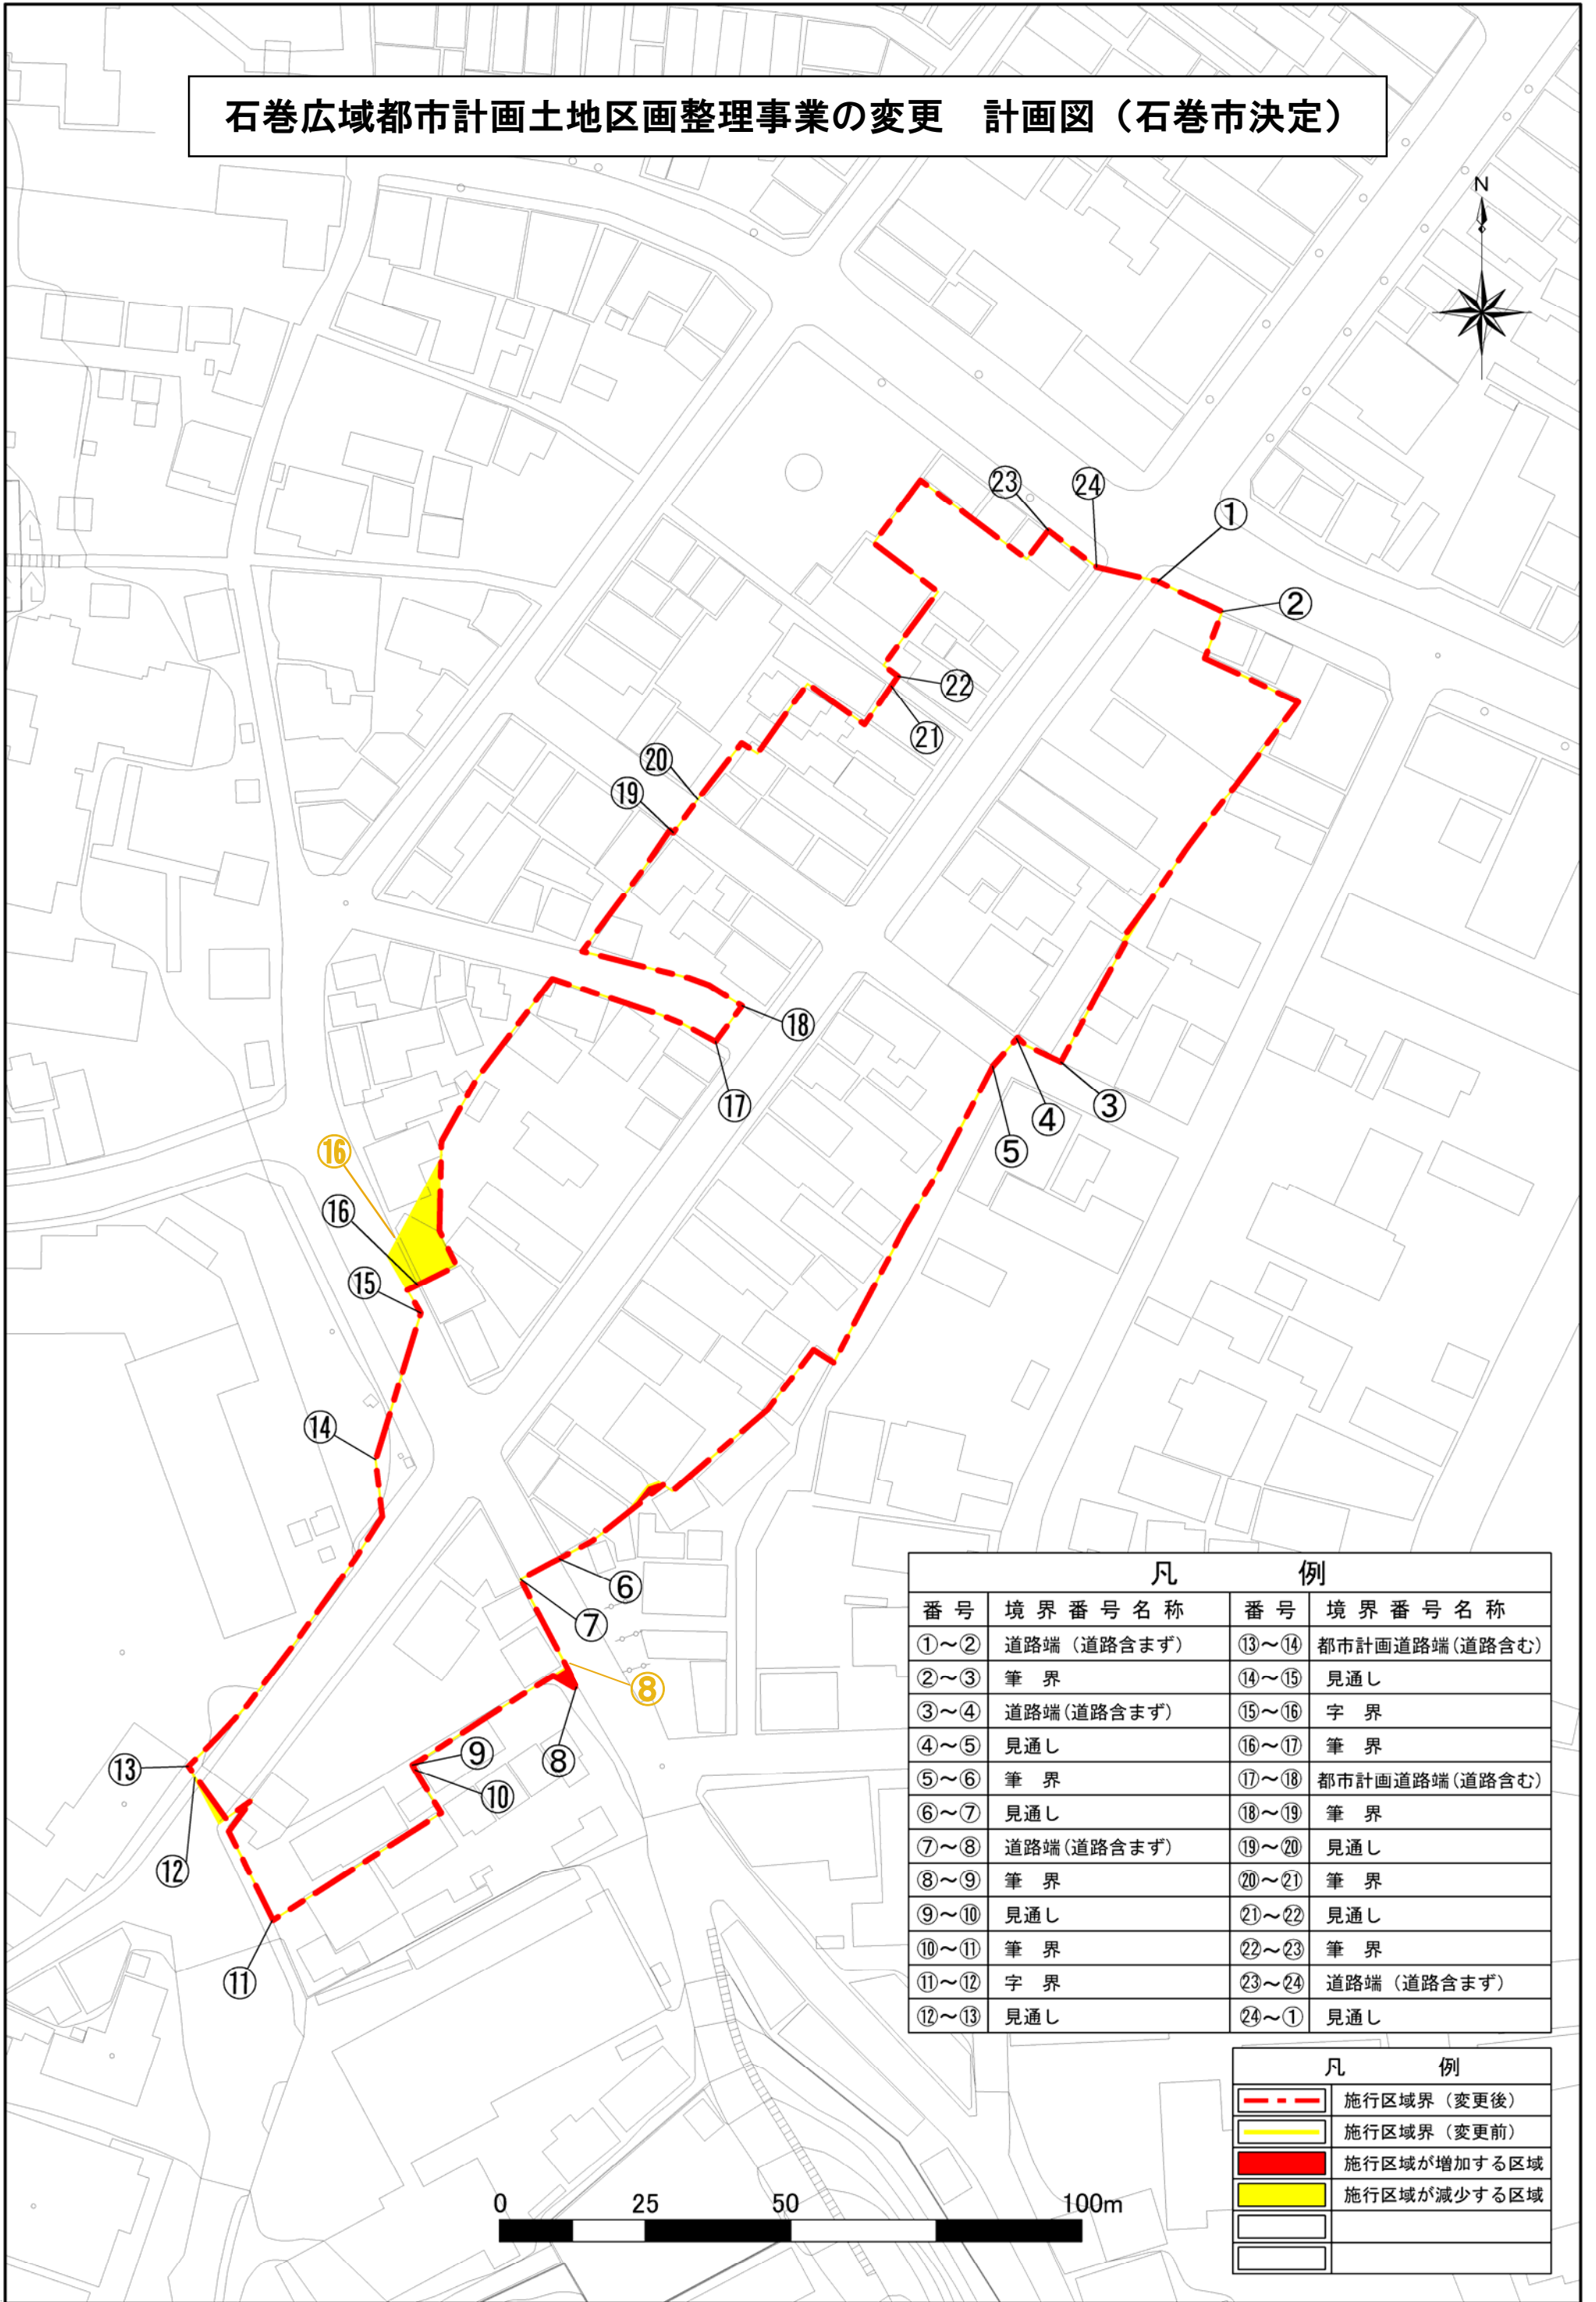 石巻広域都市計画土地区画整理事業の変更　計画図（石巻市決定）
N
㉓
㉔
①
②
㉒
㉑
⑳
⑲
⑱
⑰
③
④
⑤
⑯
⑯
⑮
⑭
⑥
⑦
⑧
⑧
⑨
⑩
⑬
⑫
⑪
凡　例
番号　境界番号名称　番号　境界番号名称
①～②　道路端（道路含まず）　⑬～⑭　都市計画道路端(道路含む)
②～③　筆　界　⑭～⑮　見通し
③～④　道路端(道路含まず)　⑮～⑯　字　界
④～⑤　見通し　⑯～⑰　筆　界
⑤～⑥　筆　界　⑰～⑱　都市計画道路端(道路含む)
⑥～⑦　見通し　⑱～⑲　筆　界
⑦～⑧　道路端(道路含まず)　⑲～⑳　見通し
⑧～⑨　筆　界　⑳～㉑　筆　界
⑨～⑩　見通し　㉑～㉒　見通し
⑩～⑪　筆　界　㉒～㉓　筆　界
⑪～⑫　字　界　㉓～㉔　道路端（道路含まず）
⑫～⑬　見通し　㉔～①　見通し
凡　例
施行区域界（変更後）
施行区域界（変更前）
施行区域が増加する区域
施行区域が減少する区域
0　25　50　100m